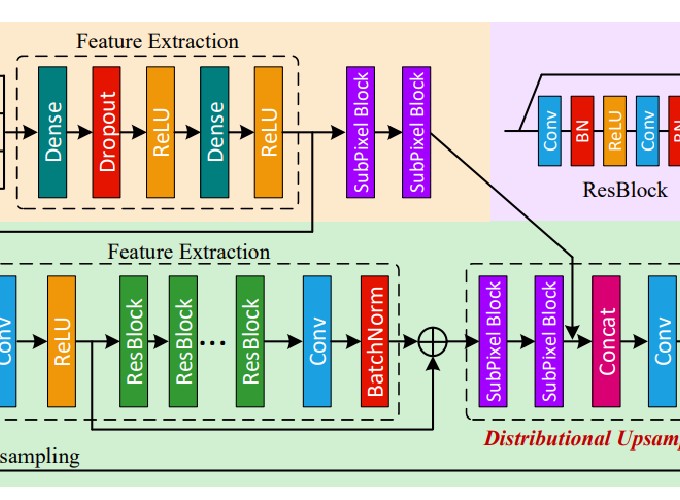 Feature Extraction
Dense
Dropout
ReLU
Dense
ReLU
SubPixel Block
SubPixel Block
Conv
BN
ReLU
Conv
BN
ResBlock
Feature Extraction
Conv
ReLU
ResBlock
ResBlock
...
ResBlock
Conv
BatchNorm
SubPixel Block
SubPixel Block
Concat
Conv
Distributional Upsamp
sampling